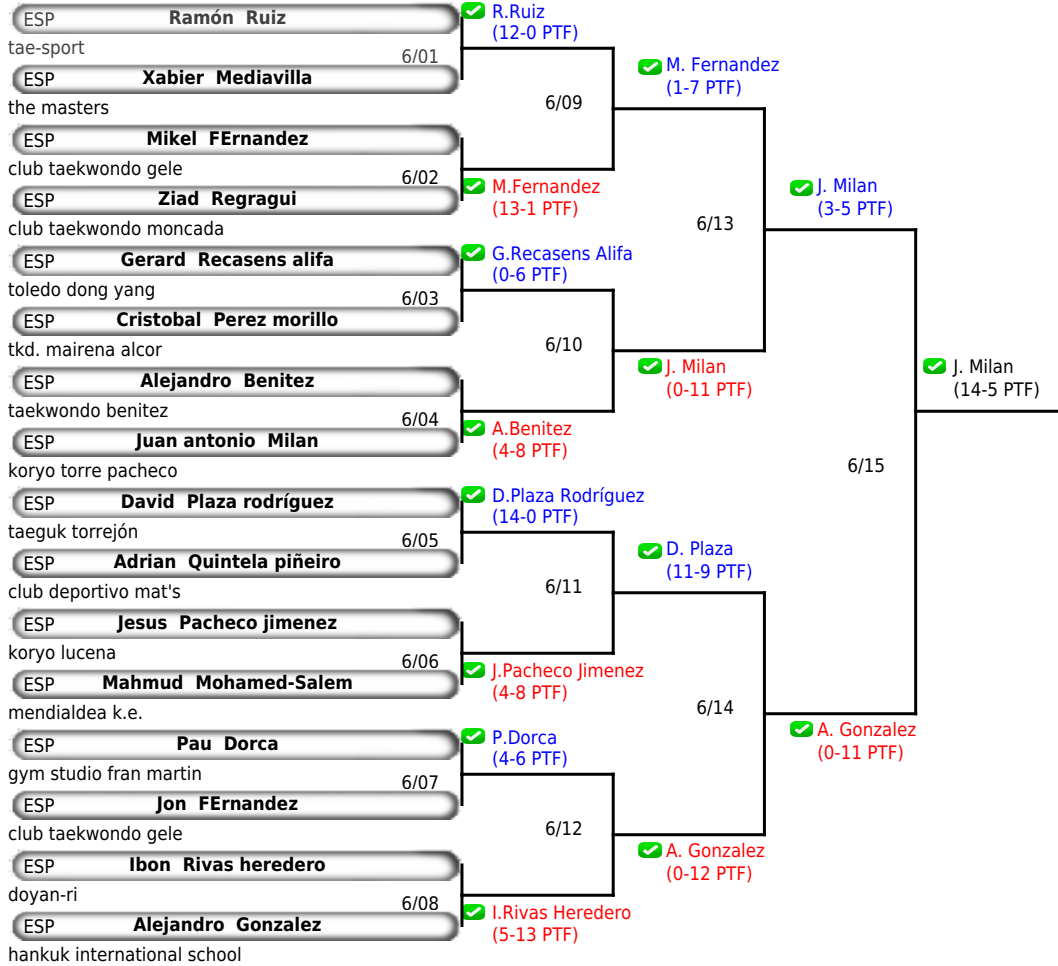 ESP Ramón Ruiz
tae-sport
6/01
ESP Xabier Mediavilla
the masters
ESP Mikel FErnandez
club taekwondo gele
6/02
ESP Ziad Regragui
club taekwondo moncada
ESP Gerard Recasens alifa
toledo dong yang
6/03
ESP Cristobal Perez morillo
tkd. mairena alcor
ESP Alejandro Benitez
taekwondo benitez
6/04
ESP Juan antonio Milan
koryo torre pacheco
ESP David Plaza rodríguez
taeguk torrejón
6/05
ESP Adrian Quintela piñeiro
club deportivo mat's
ESP Jesus Pacheco jimenez
koryo lucena
6/06
ESP Mahmud Mohamed-Salem
mendialdea k.e.
ESP Pau Dorca
gym studio fran martin
6/07
ESP Jon FErnandez
club taekwondo gele
ESP Ibon Rivas heredero
doyan-ri
6/08
ESP Alejandro Gonzalez
hankuk international school
R.Ruiz
(12-0 PTF)
6/09
M.Fernandez
(13-1 PTF)
G.Recasens Alifa
(0-6 PTF)
6/10
A.Benitez
(4-8 PTF)
D.Plaza Rodríguez
(14-0 PTF)
6/11
J.Pacheco Jimenez
(4-8 PTF)
P.Dorca
(4-6 PTF)
6/12
I.Rivas Heredero
(5-13 PTF)
M. Fernandez
(1-7 PTF)
6/13
J. Milan
(0-11 PTF)
D. Plaza
(11-9 PTF)
6/14
A. Gonzalez
(0-12 PTF)
J. Milan
(3-5 PTF)
6/15
A. Gonzalez
(0-11 PTF)
J. Milan
(14-5 PTF)